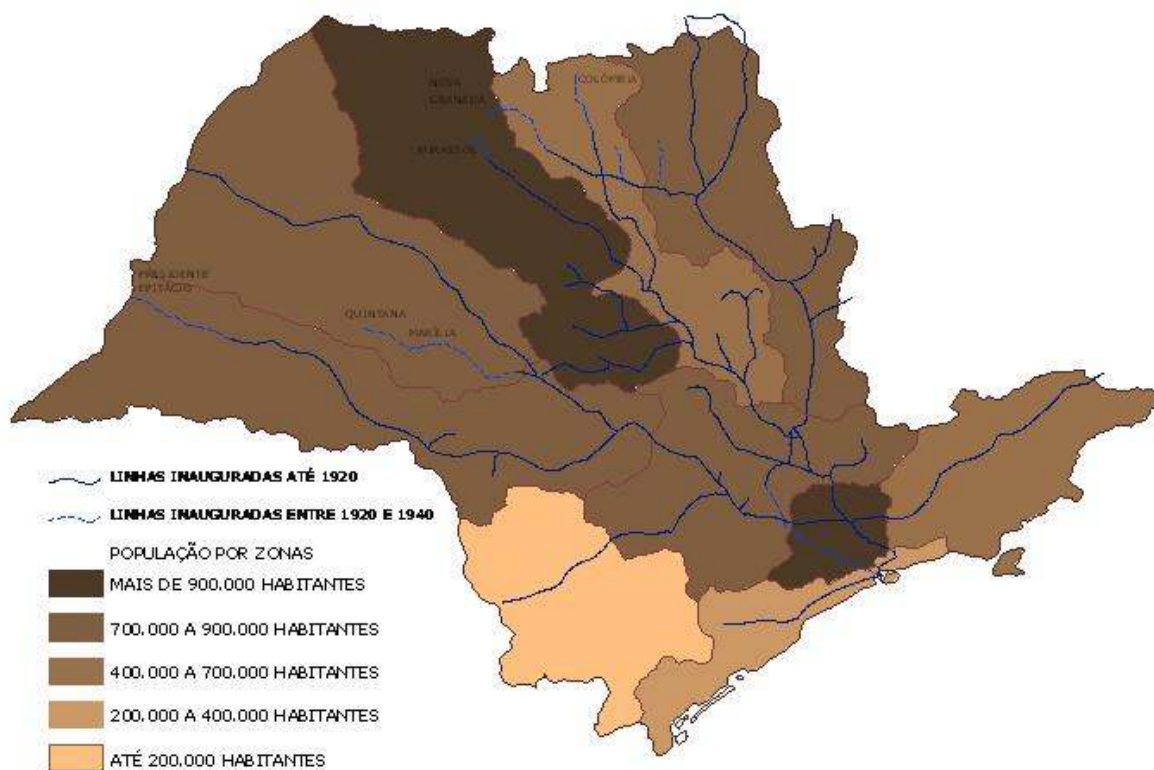 COLÔMBIA
NOVA
GRANADA
PRESIDENTE
EPITÁCIO
QUINTANA
MARÍLIA
LINHAS INAUGURADAS ATÉ 1920
LINHAS INAUGURADAS ENTRE 1920 E 1940
POPULAÇÃO POR ZONAS
MAIS DE 900.000 HABITANTES
700.000 A 900.000 HABITANTES
400.000 A 700.000 HABITANTES
200.000 A 400.000 HABITANTES
ATÉ 200.000 HABITANTES